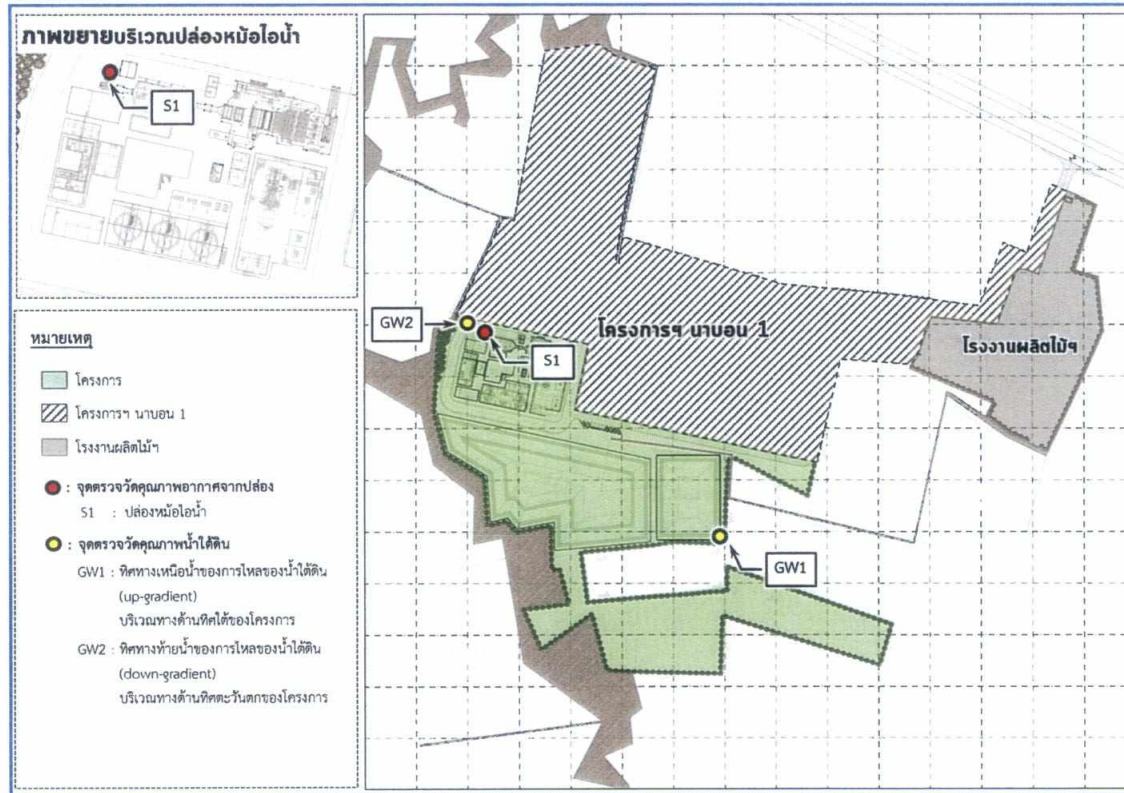 ภาพขยายบริเวณปล่องหม้อไอน้ำ
S1
หมายเหตุ
โครงการ
โครงการฯ นาบอน 1
โรงงานผลิตไม้ฯ
: จุดตรวจวัดคุณภาพอากาศจากปล่อง
S1 : ปล่องหม้อไอน้ำ
: จุดตรวจวัดคุณภาพน้ำใต้ดิน
GW1 : ทิศทางเหนือน้ำของการไหลของน้ำใต้ดิน
(up-gradient)
บริเวณทางด้านทิศใต้ของโครงการ
GW2 : ทิศทางท้ายน้ำของการไหลของน้ำใต้ดิน
(down-gradient)
บริเวณทางด้านทิศตะวันตกของโครงการ
GW2
S1
โครงการฯ นาบอน 1
โรงงานผลิตไม้ฯ
GW1